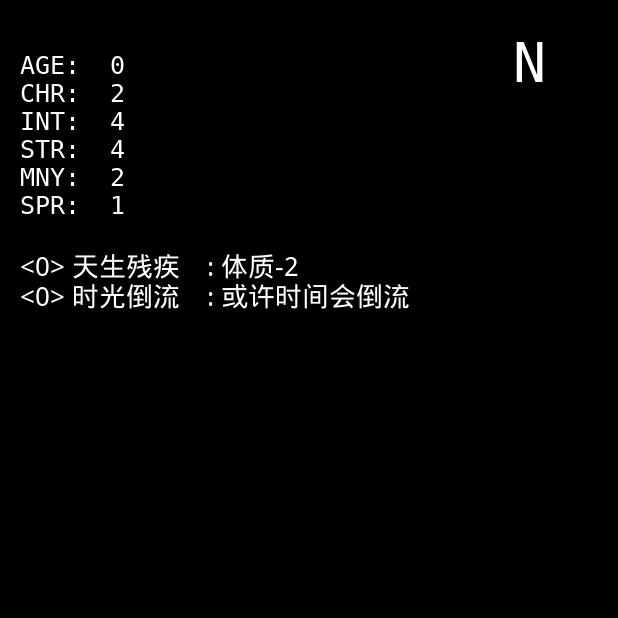 N
AGE: 0
CHR: 2
INT: 4
STR: 4
MNY: 2
SPR: 1
<O> 天生残疾 : 体质-2
<O> 时光倒流 : 或许时间会倒流